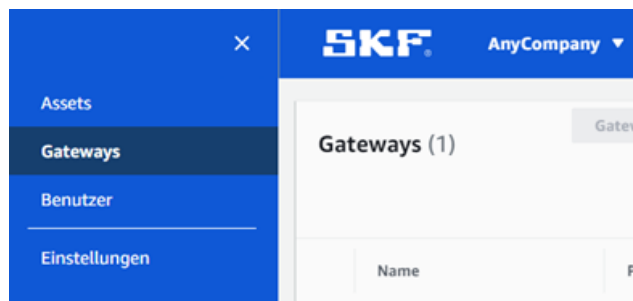 SKF®
AnyCompany
Assets
Gateways
Benutzer
Einstellungen
Gateways (1)
Name